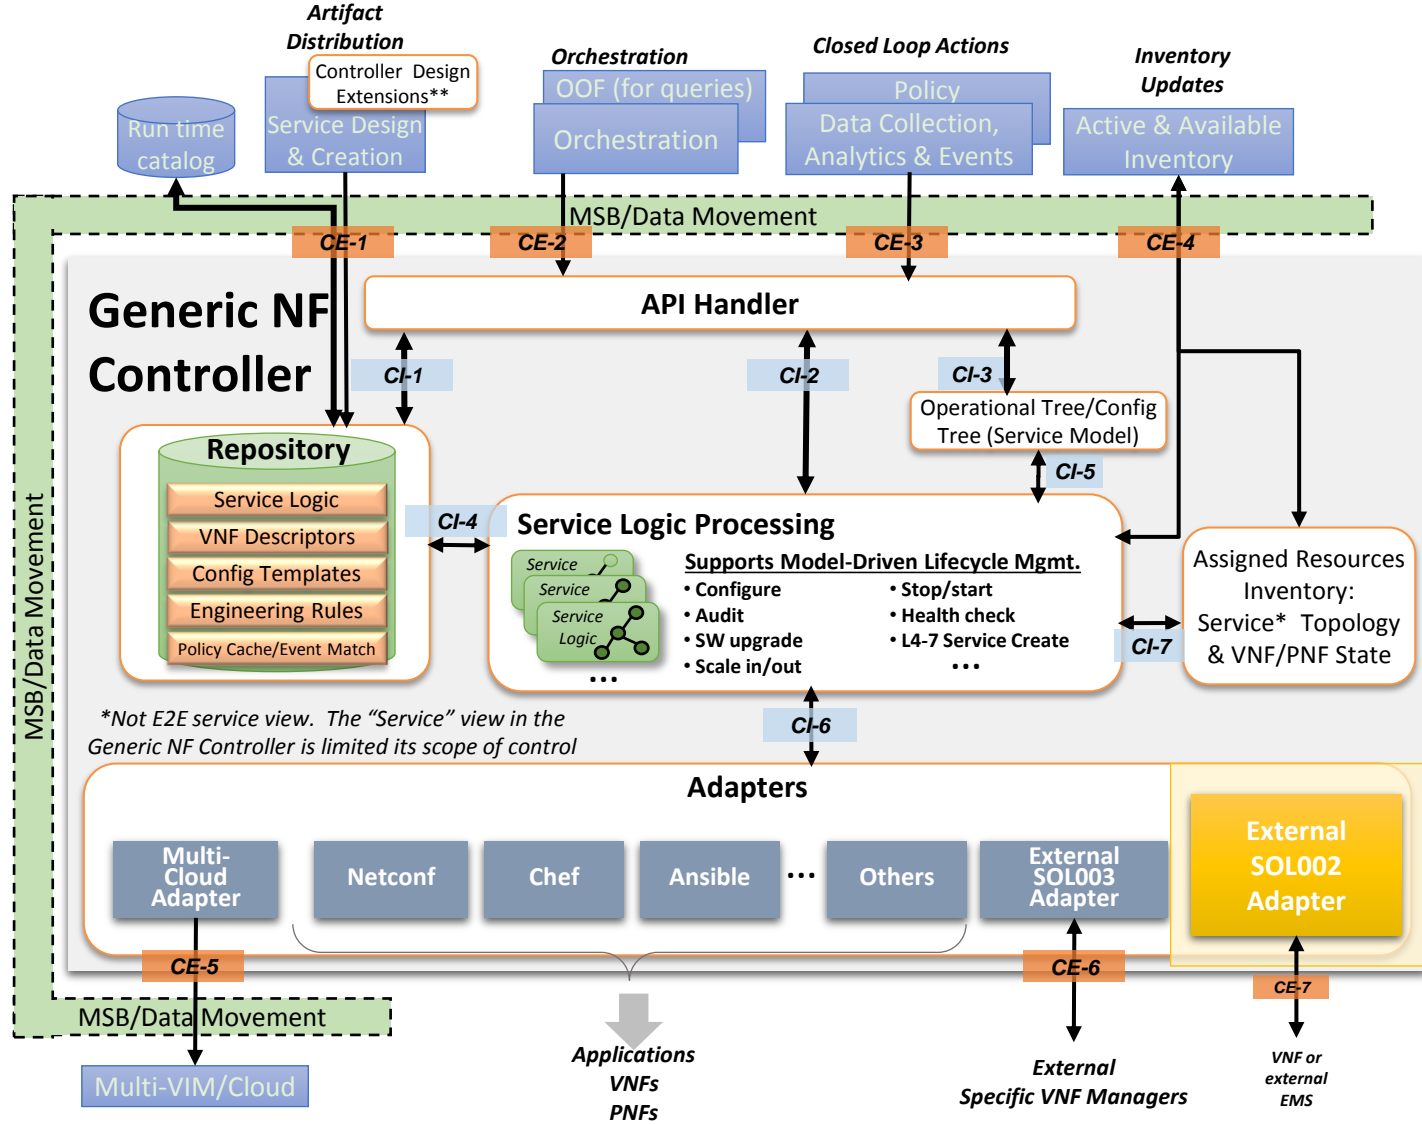 Artifact
Distribution
Controller Design
Extensions**
Run time
catalog
Service Design
& Creation
Orchestration
OOF (for queries)
Orchestration
Closed Loop Actions
Policy
Data Collection,
Analytics & Events
Inventory
Updates
Active & Available
Inventory
MSB/Data Movement
CE-1
CE-2
CE-3
CE-4
Generic NF
Controller
API Handler
CI-1
CI-2
CI-3
Operational Tree/Config
Tree (Service Model)
CI-5
Repository
Service Logic
VNF Descriptors
Config Templates
Engineering Rules
Policy Cache/Event Match
CI-4
Service Logic Processing
Service
Service
Service
Logic
...
Supports Model-Driven Lifecycle Mgmt.
• Configure
• Audit
• SW upgrade
• Scale in/out
• Stop/start
• Health check
• L4-7 Service Create
...
CI-7
Assigned Resources
Inventory:
Service* Topology
& VNF/PNF State
MSB/Data Movement
*Not E2E service view. The “Service” view in the
Generic NF Controller is limited its scope of control
CI-6
Adapters
Multi-
Cloud
Adapter
Netconf
Chef
Ansible
...
Others
External
SOL003
Adapter
External
SOL002
Adapter
CE-5
CE-6
CE-7
MSB/Data Movement
Multi-VIM/Cloud
Applications
VNFs
PNFs
External
Specific VNF Managers
VNF or
external
EMS